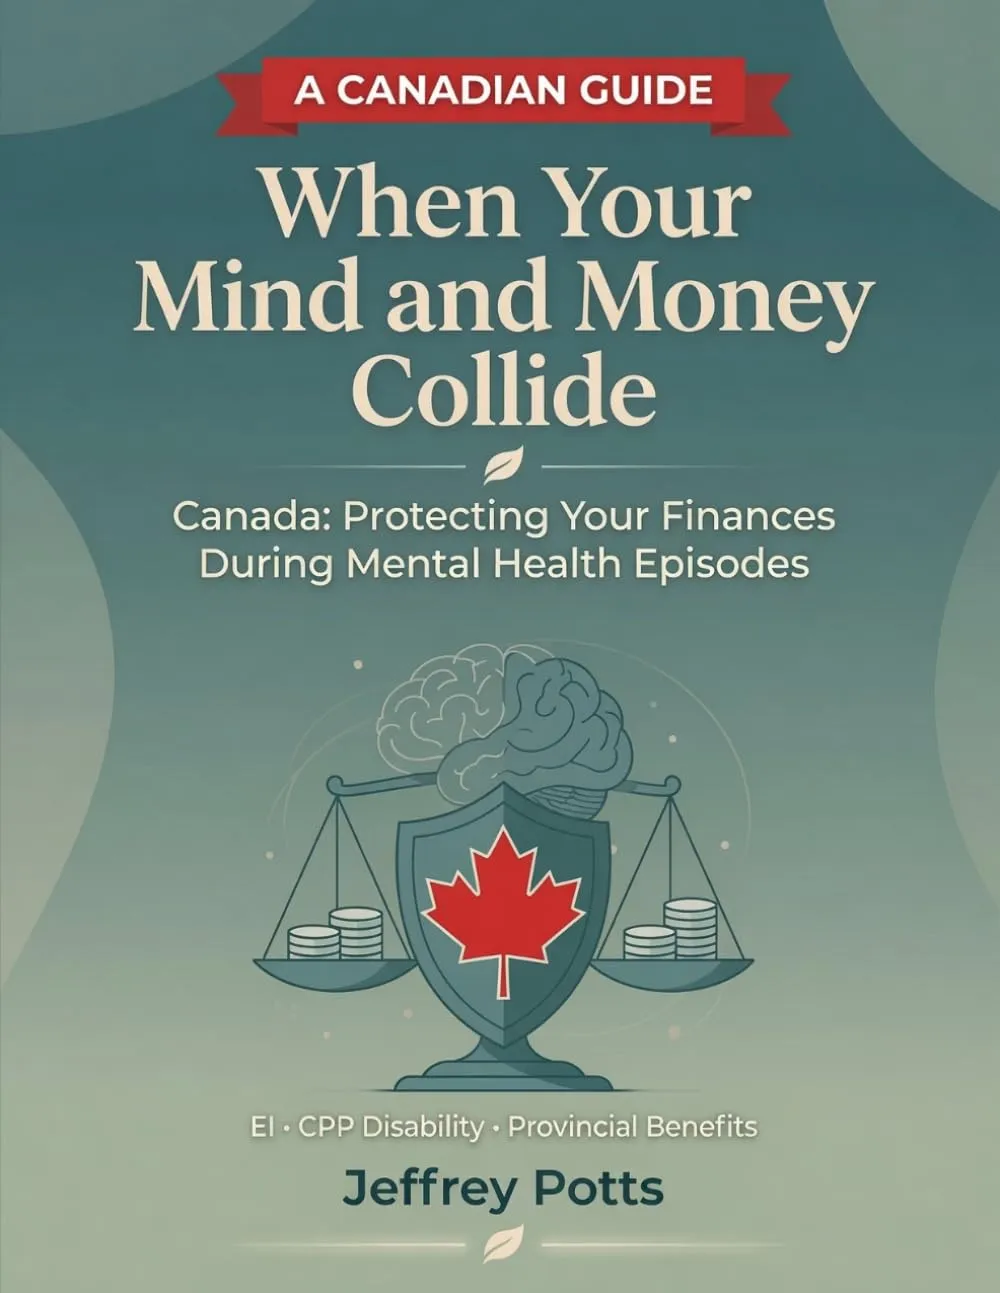 A CANADIAN GUIDE
When Your
Mind and Money
Collide
Canada: Protecting Your Finances
During Mental Health Episodes
EI • CPP Disability • Provincial Benefits
Jeffrey Potts